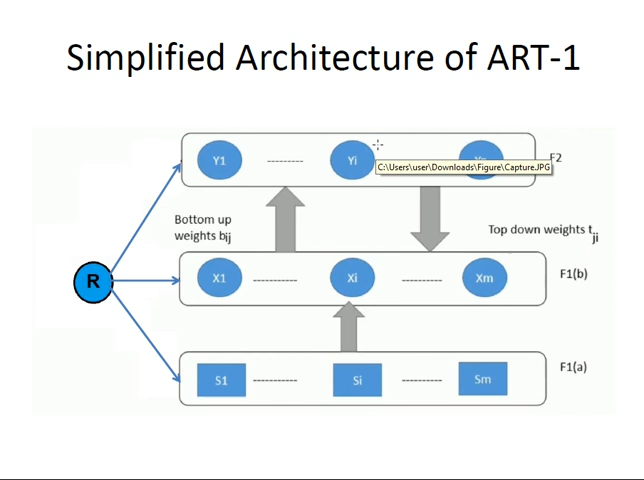 Simplified Architecture of ART-1
Y1 ---------- Yi
C:\Users\user\Downloads\Figure\Capture.JPG
F2
Bottom up
weights bij
Top down weights tji
R
X1 ------------ Xi ----------- Xm
F1(b)
F1(a)
S1 ------------ Si ----------- Sm